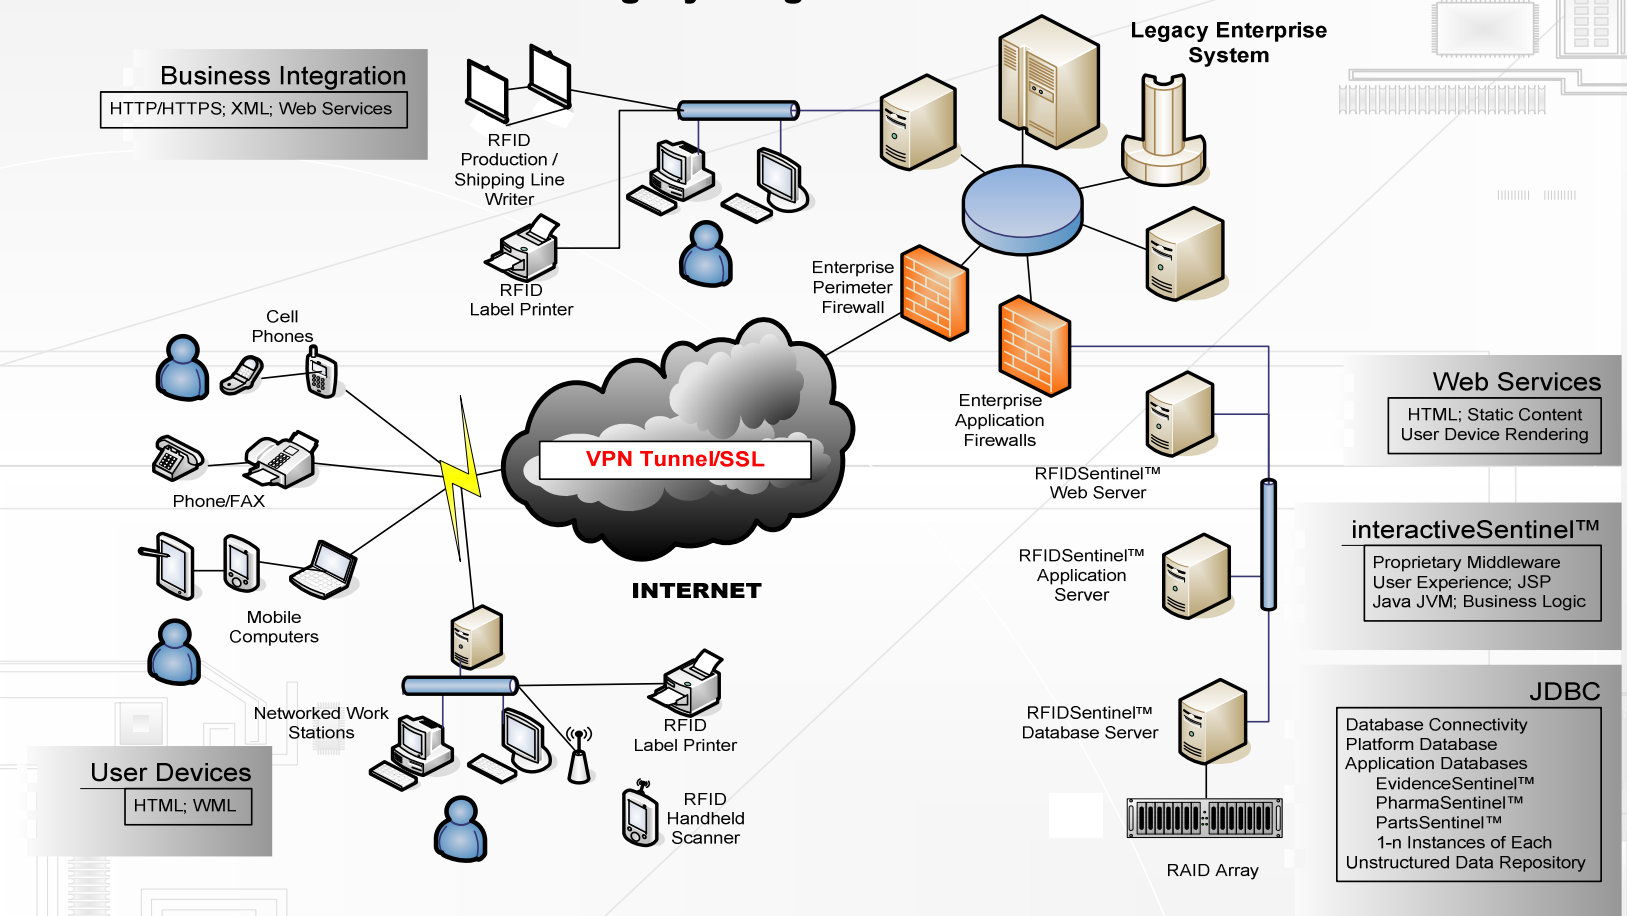 Legacy Enterprise
System
Business Integration
HTTP/HTTPS; XML; Web Services
RFID
Production /
Shipping Line
Writer
RFID
Label Printer
Enterprise
Perimeter
Firewall
Cell
Phones
Enterprise
Application
Firewalls
Web Services
HTML; Static Content
User Device Rendering
VPN Tunnel/SSL
Phone/FAX
RFIDSentinel™
Web Server
interactiveSentinel™
Proprietary Middleware
User Experience; JSP
Java JVM; Business Logic
RFIDSentinel™
Application
Server
INTERNET
Mobile
Computers
JDBC
Database Connectivity
Platform Database
Application Databases
EvidenceSentinel™
PharmaSentinel™
PartsSentinel™
1-n Instances of Each
Unstructured Data Repository
Networked Work
Stations
RFID
Label Printer
RFIDSentinel™
Database Server
User Devices
HTML; WML
RFID
Handheld
Scanner
RAID Array